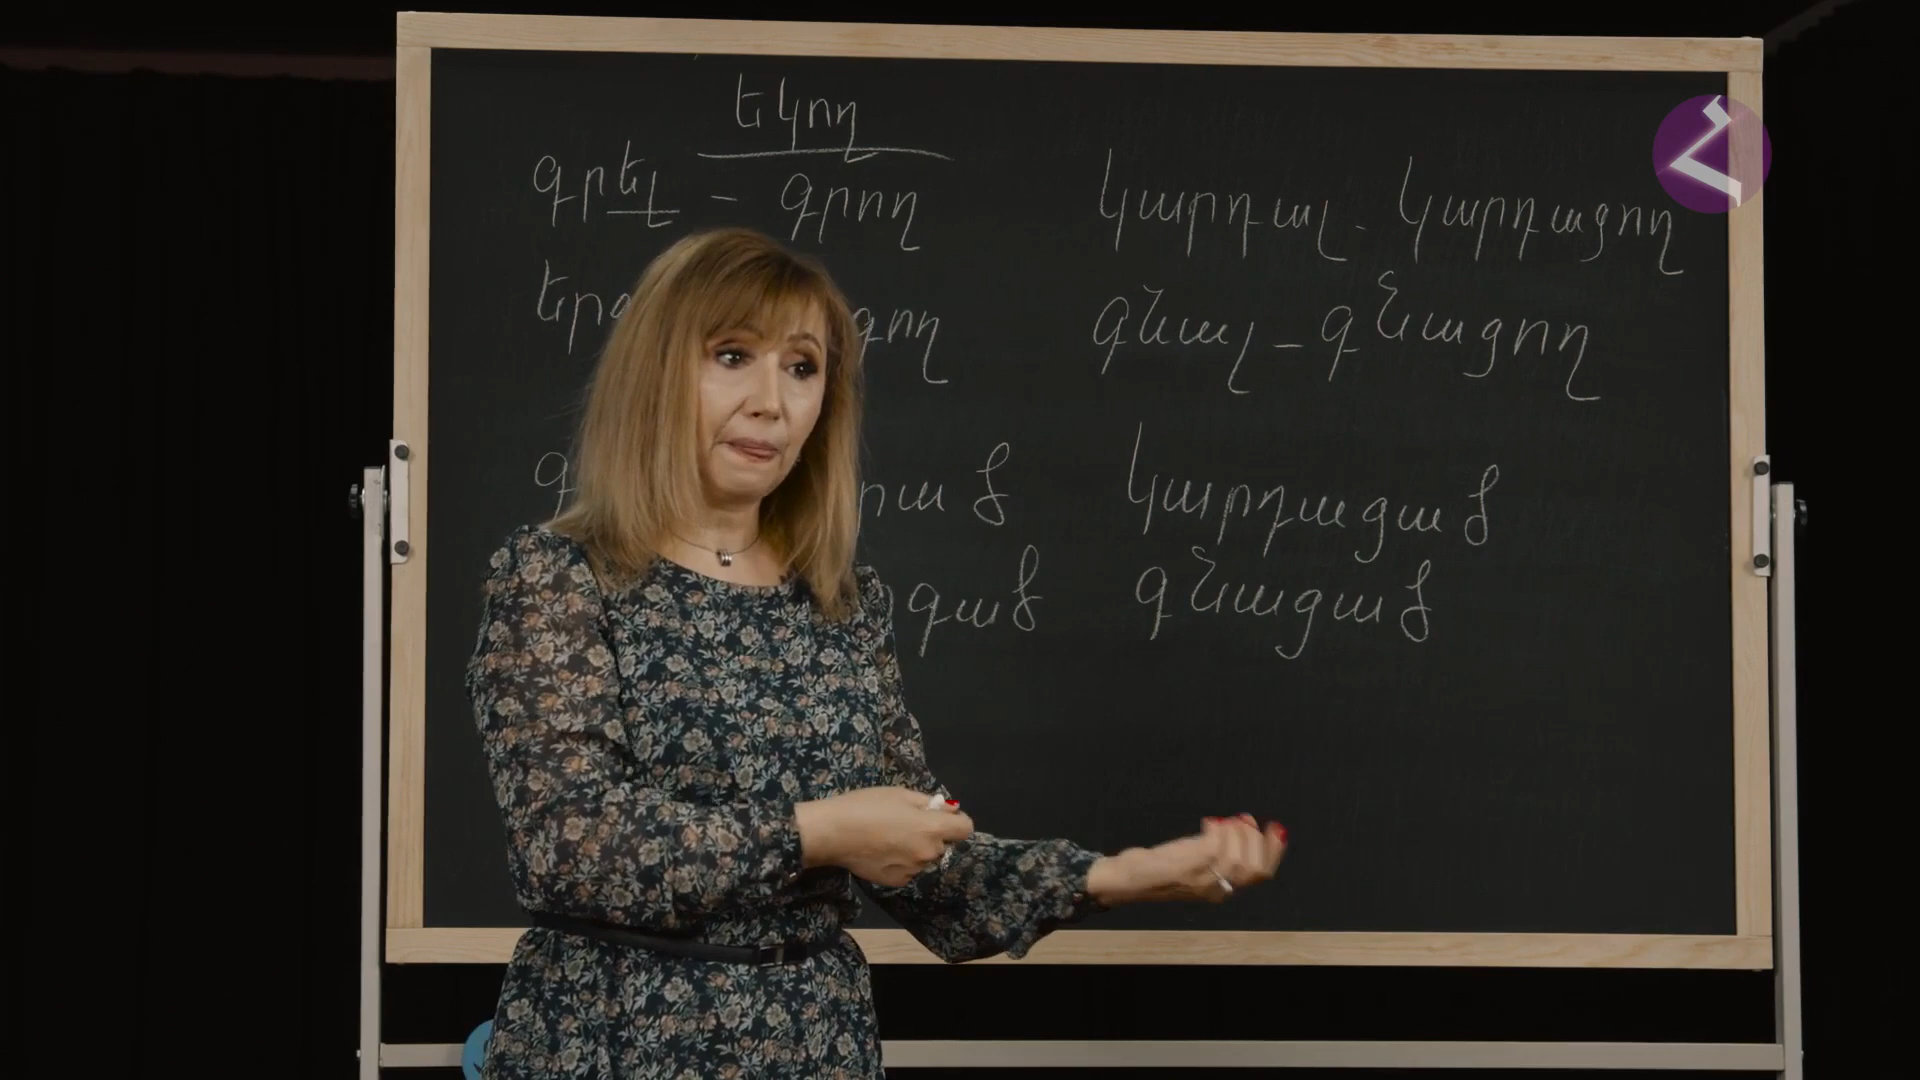 եկող
գրել - գրող կարդալ - կարդացող
գնալ - գնացող
կարդացած
գնացած